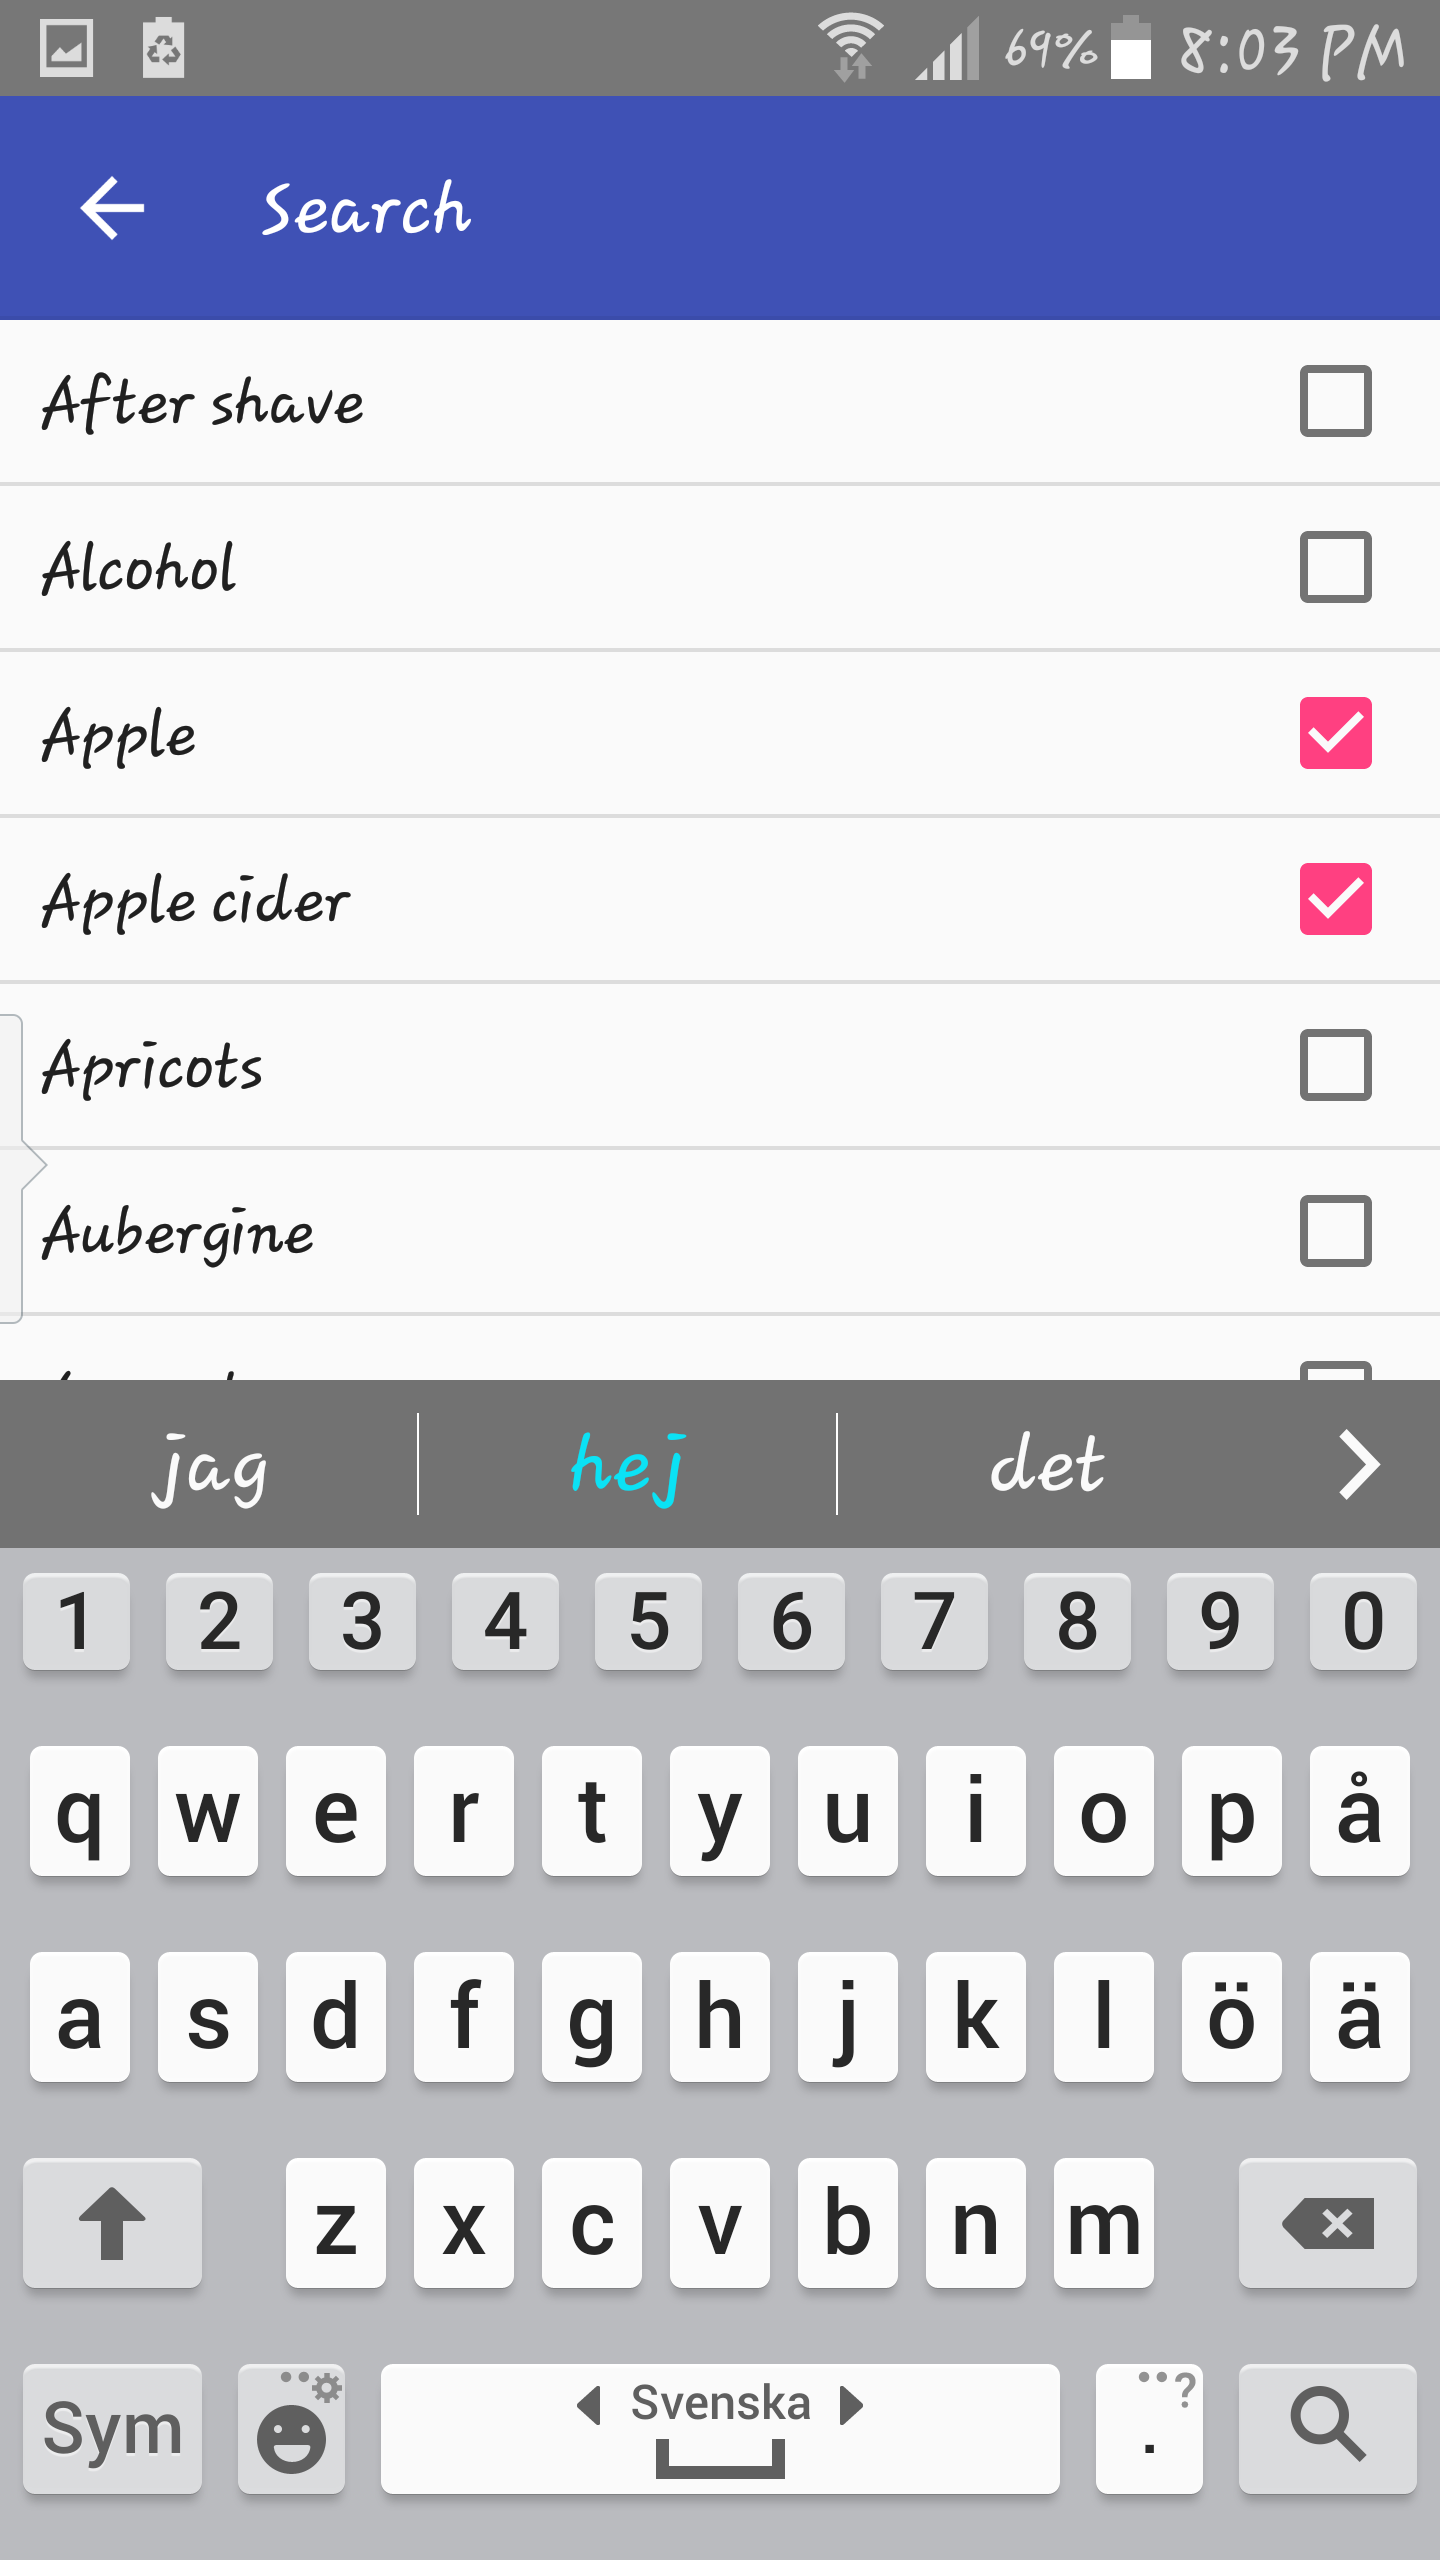 69% 8:03 PM
Search
After shave
Alcohol
Apple
Apple cider
Apricots
Aubergine
jag hej det
1 2 3 4 5 6 7 8 9 0
q w e r t y u i o p å
a s d f g h j k l ö ä
z x c v b n m
Sym Svenska . ?